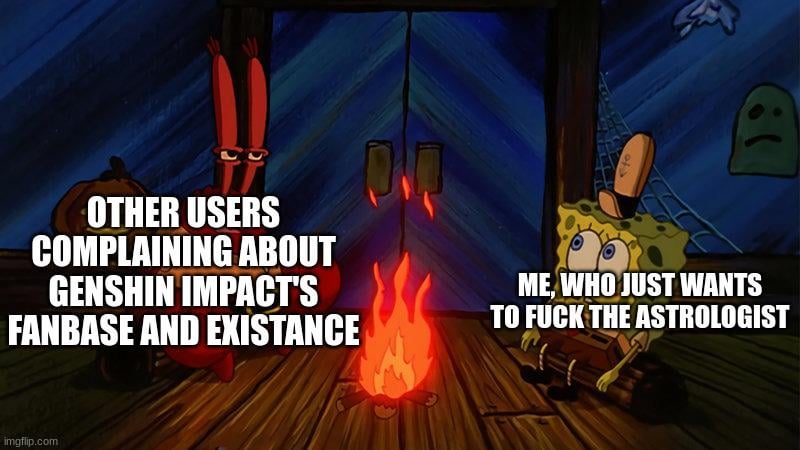 OTHER USERS
COMPLAINING ABOUT
GENSHIN IMPACT'S
FANBASE AND EXISTANCE
ME, WHO JUST WANTS
TO FUCK THE ASTROLOGIST
imgflip.com